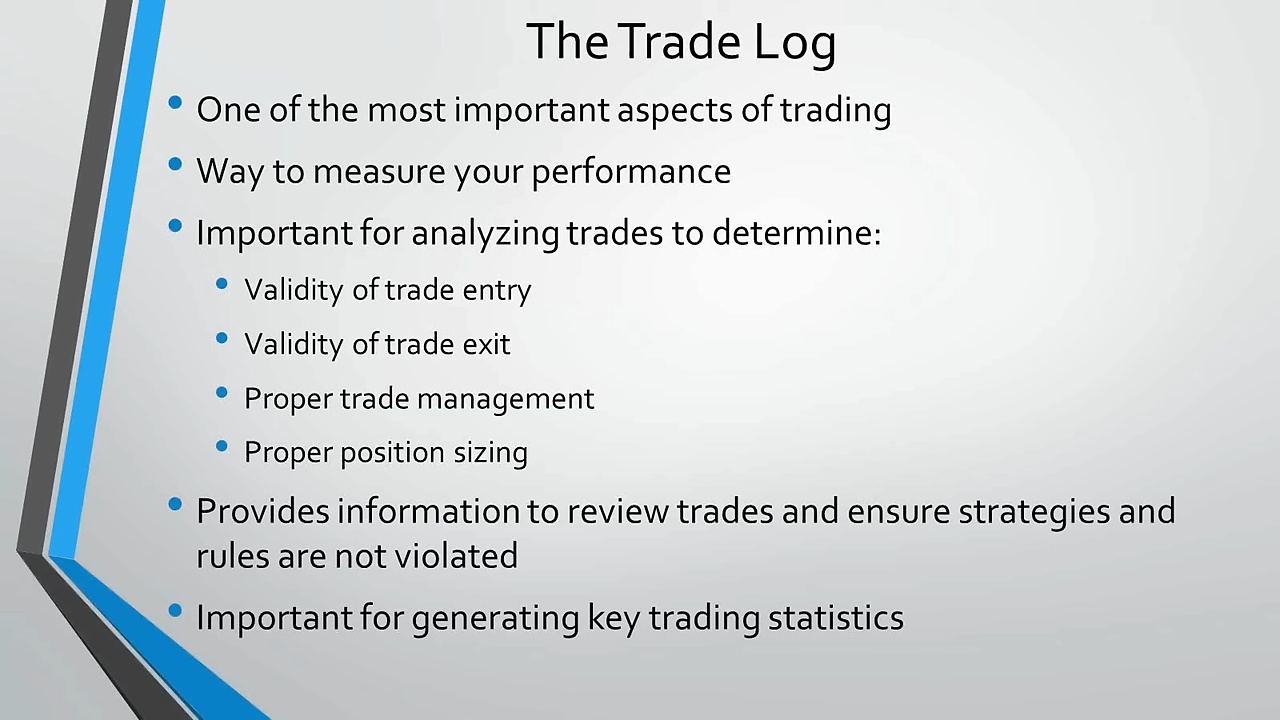 The Trade Log
• One of the most important aspects of trading
• Way to measure your performance
• Important for analyzing trades to determine:
• Validity of trade entry
• Validity of trade exit
• Proper trade management
• Proper position sizing
• Provides information to review trades and ensure strategies and
rules are not violated
• Important for generating key trading statistics